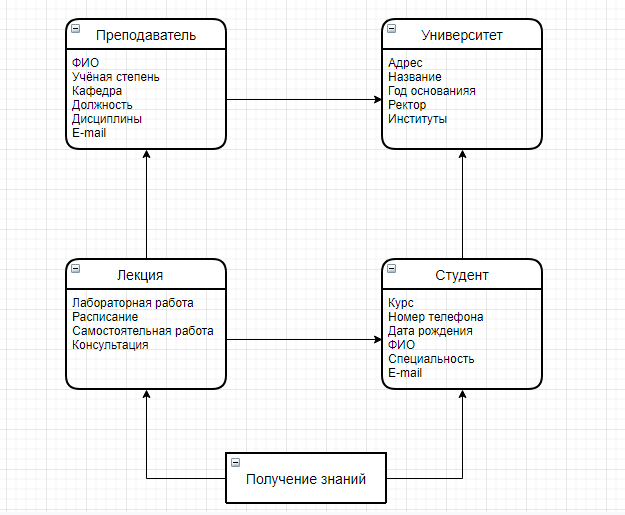 Преподаватель
ФИО
Учёная степень
Кафедра
Должность
Дисциплины
E-mail
Университет
Адрес
Название
Год основанияя
Ректор
Институты
Лекция
Лабораторная работа
Расписание
Самостоятельная работа
Консультация
Студент
Курс
Номер телефона
Дата рождения
ФИО
Специальность
E-mail
Получение знаний